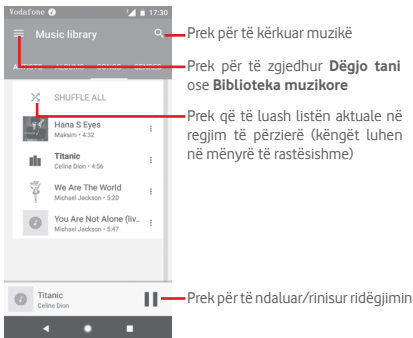 Vodafone 17:30
Music library
ARTISTS ALBUMS SONGS GENRES
SHUFFLE ALL
Hana S Eyes
Maksim • 4:32
Titanic
Celine Dion • 4:56
We Are The World
Michael Jackson • 5:20
You Are Not Alone (liv..
Michael Jackson • 5:47
Titanic
Celine Dion
Prek për të kërkuar muzikë
Prek për të zgjedhur Dëgjo tani
ose Biblioteka muzikore
Prek që të luash listën aktuale në
regjim të përzierë (këngët luhen
në mënyrë të rastësishme)
Prek për të ndaluar/rinisur ridëgjimin